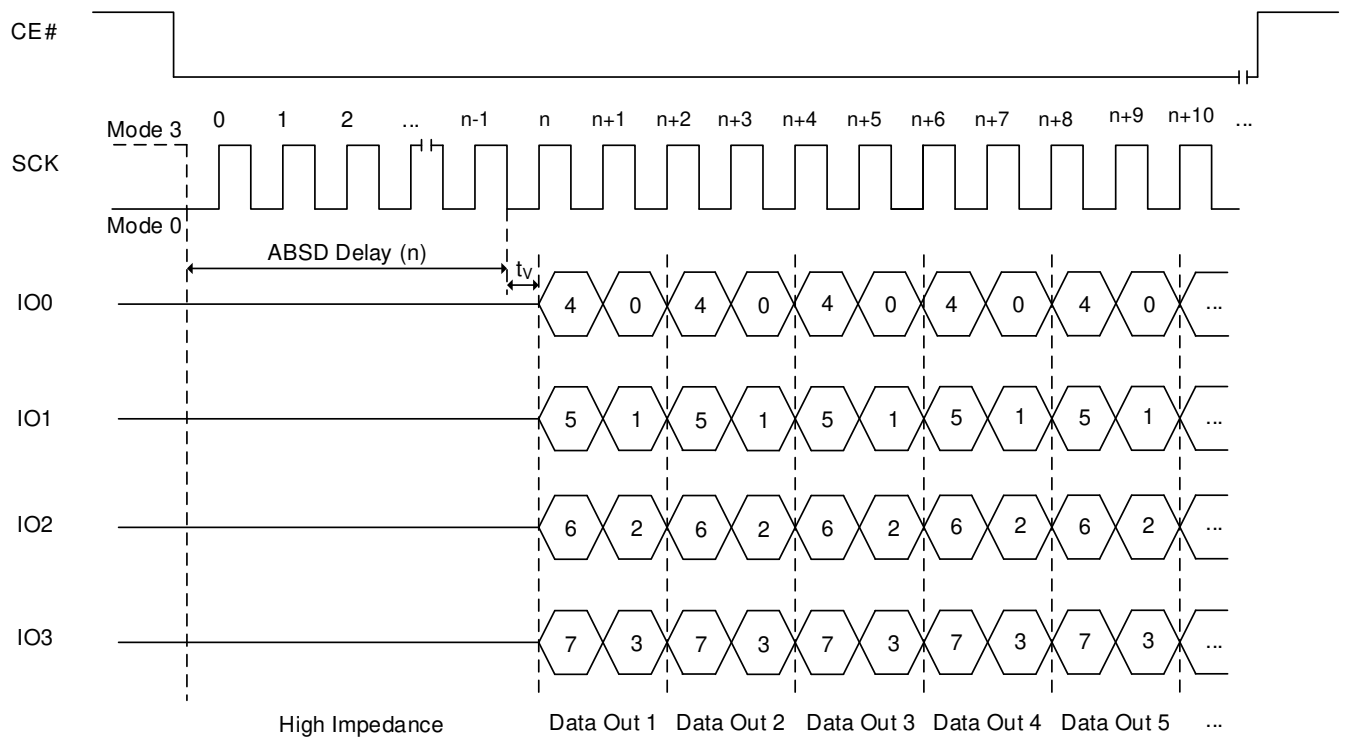 CE#
0 1 2 ... n-1 n n+1 n+2 n+3 n+4 n+5 n+6 n+7 n+8 n+9 n+10 ...
Mode 3
SCK
Mode 0
ABSD Delay (n)
tV
IO0 4 0 4 0 4 0 4 0 4 0 ...
IO1 5 1 5 1 5 1 5 1 5 1 ...
IO2 6 2 6 2 6 2 6 2 6 2 ...
IO3 7 3 7 3 7 3 7 3 7 3 ...
High Impedance Data Out 1 Data Out 2 Data Out 3 Data Out 4 Data Out 5 ...